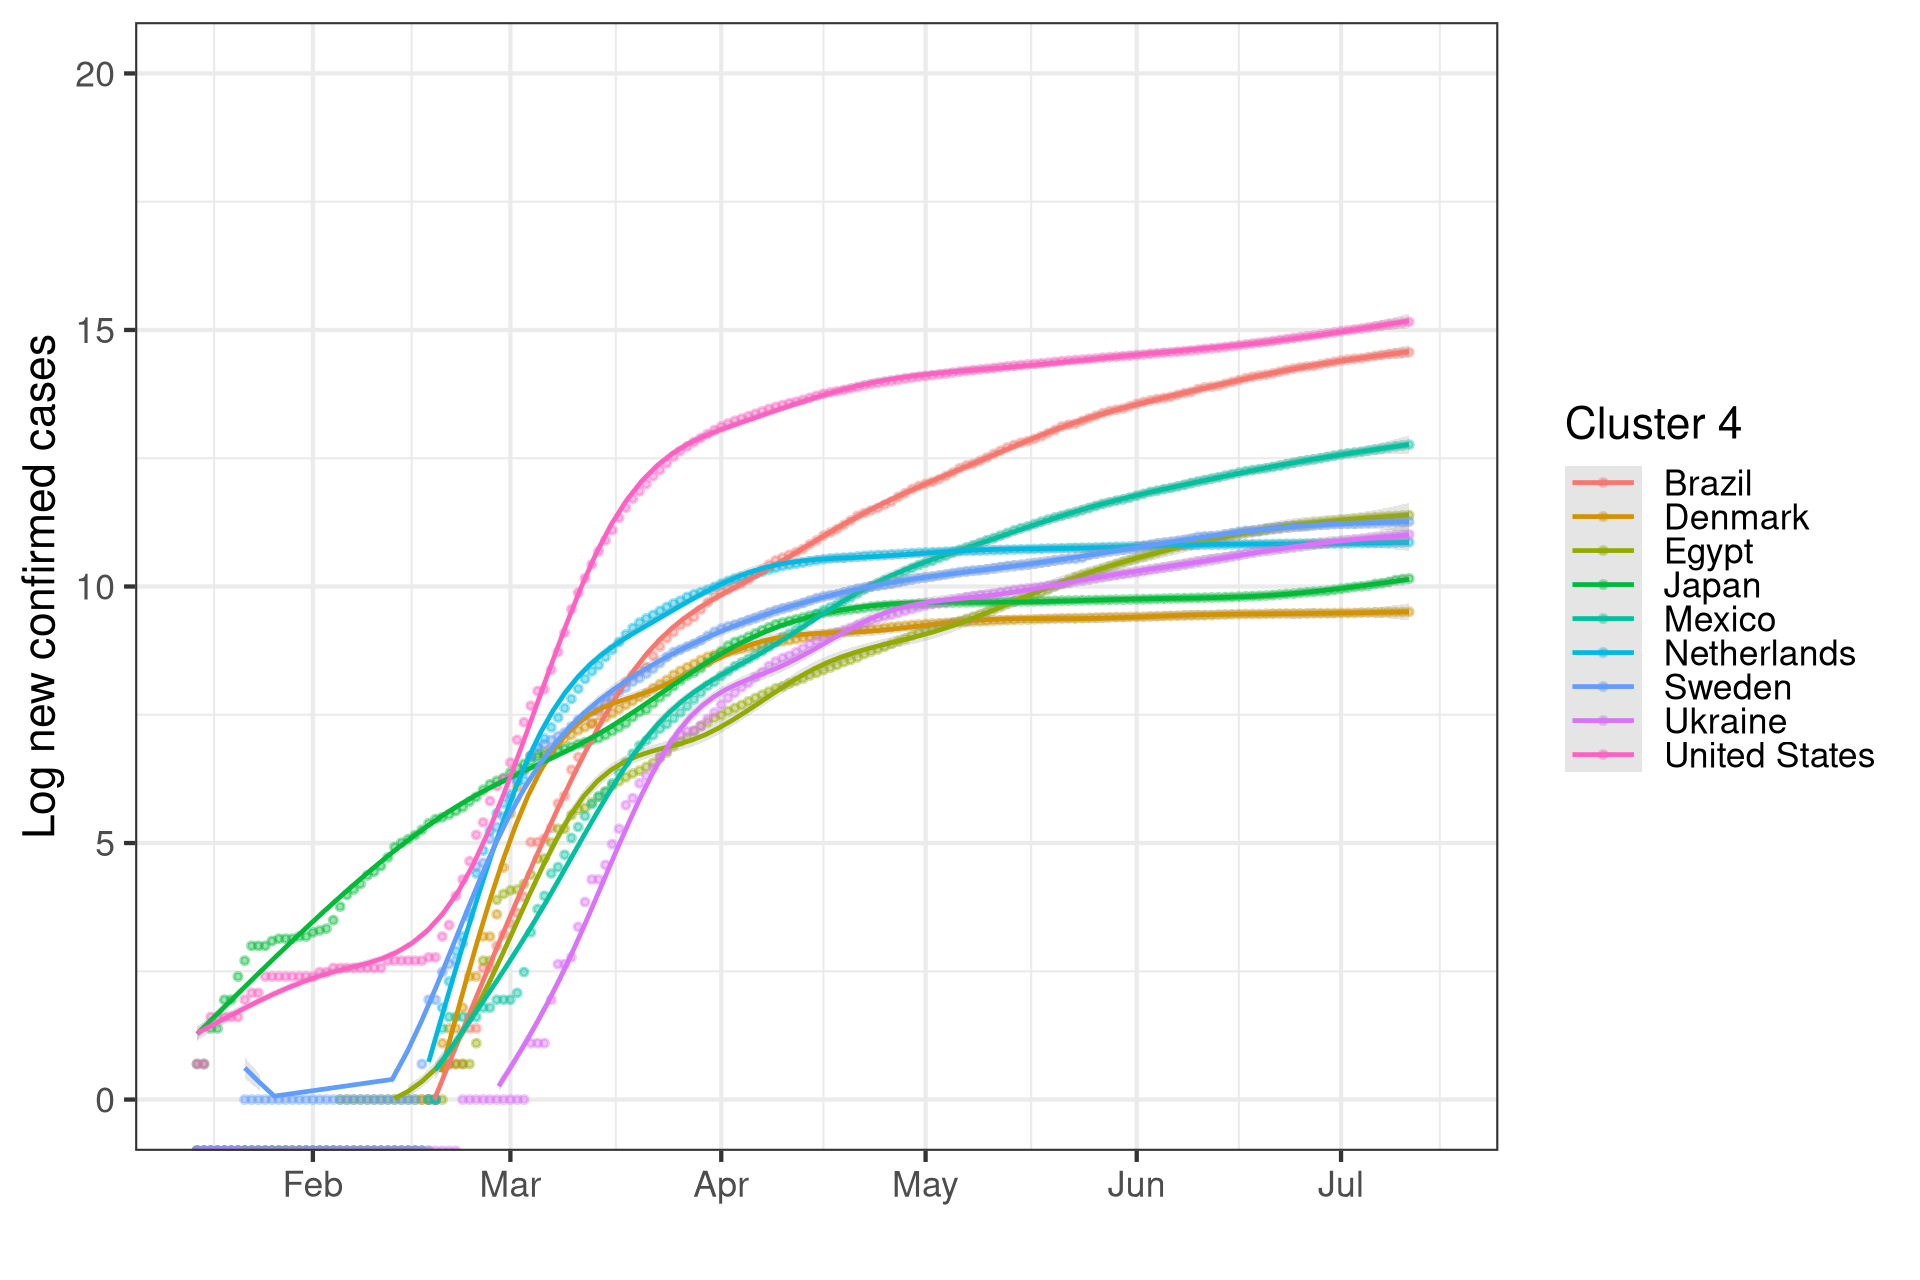 20
15
10
5
0
Log new confirmed cases
Feb Mar Apr May Jun Jul
Cluster 4
Brazil
Denmark
Egypt
Japan
Mexico
Netherlands
Sweden
Ukraine
United States